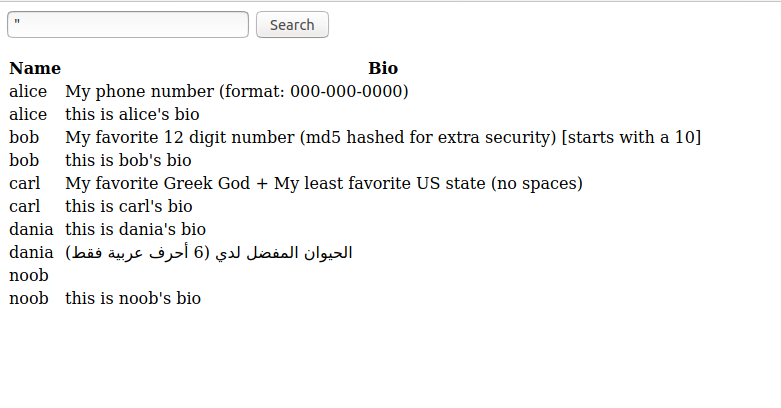 "
Search
Name Bio
alice My phone number (format: 000-000-0000)
alice this is alice's bio
bob My favorite 12 digit number (md5 hashed for extra security) [starts with a 10]
bob this is bob's bio
carl My favorite Greek God + My least favorite US state (no spaces)
carl this is carl's bio
dania this is dania's bio
dania الحيوان المفضل لدي (6 أحرف عربية فقط)
noob
noob this is noob's bio